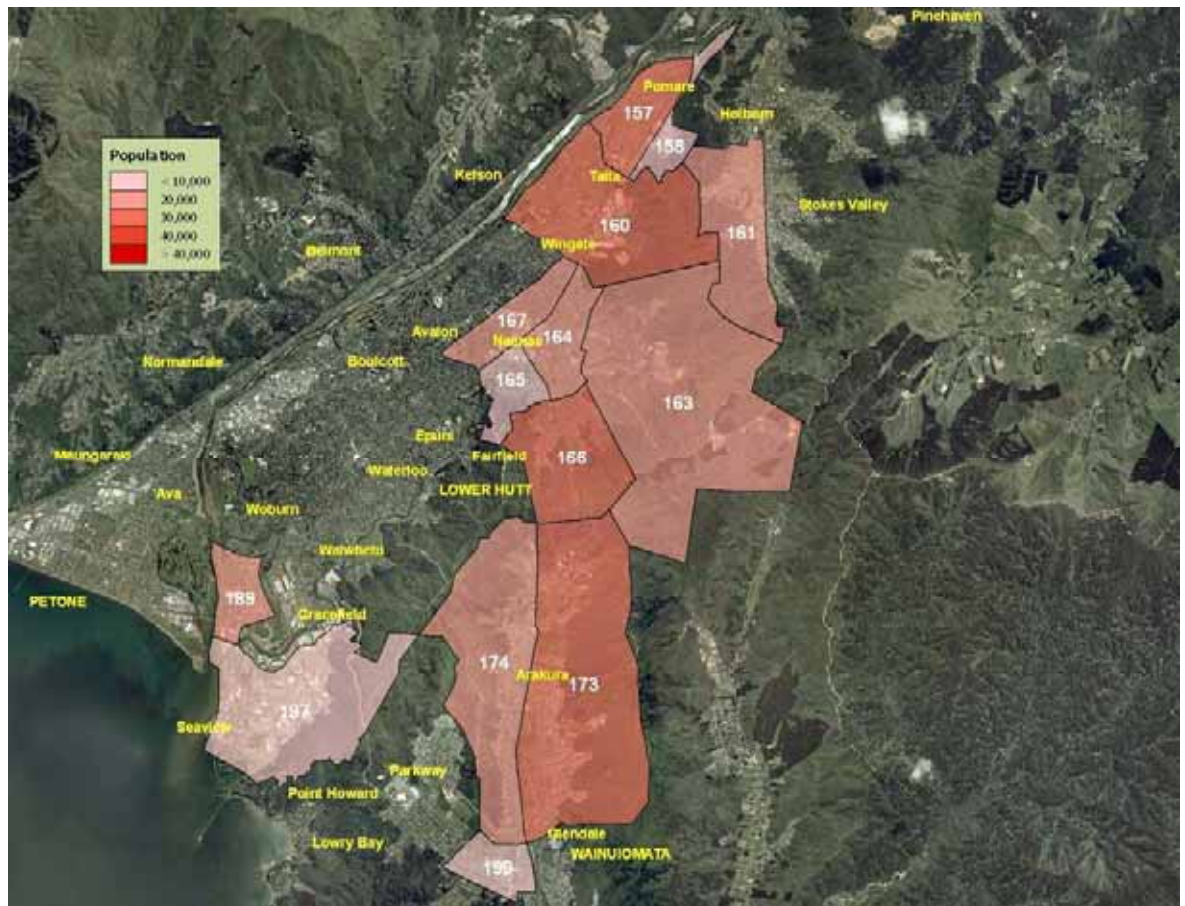 Pinehaven
Pomare
157
Holborn
158
Population
< 10,000
20,000
30,000
40,000
> 40,000
Kelson
Taita
Stokes Valley
160
161
Wingate
Belmont
Avalon
167
164
Naenae
Normandale
Boulcott
165
163
Epuni
Fairfield
166
Maungaraki
Waterloo
LOWER HUTT
Ava
Woburn
Waiwhetu
PETONE
189
Gracefield
174
Arakura
173
Seaview
197
Parkway
Point Howard
Glendale
Lowry Bay
WAINUIOMATA
199